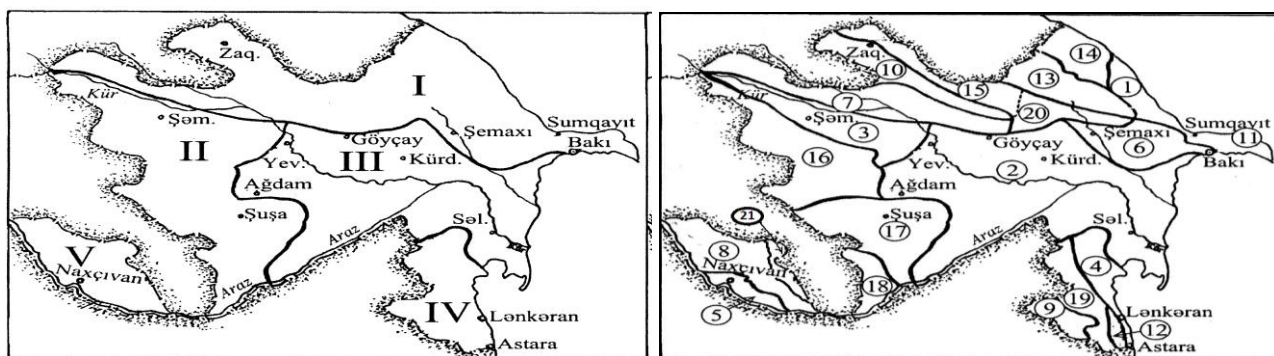 Zaq.
I
Kür
Şəm.
II
Göyçay
Şemaxı
Sumqayıt
Bakı
Yev.
III
Kürd.
Ağdam
Şuşa
Səl.
Araz
V
Naxçıvan
Araz
IV
Lənkəran
Astara
Zaq.
14
10
13
1
15
Kür
7
20
Şəm.
3
Sumqayıt
11
Göyçay
Şemaxı
6
Bakı
Yev.
Kürd.
16
2
Ağdam
21
Şuşa
17
Səl.
Araz
8
Naxçıvan
4
Araz
18
19
5
9
Lənkəran
12
Astara